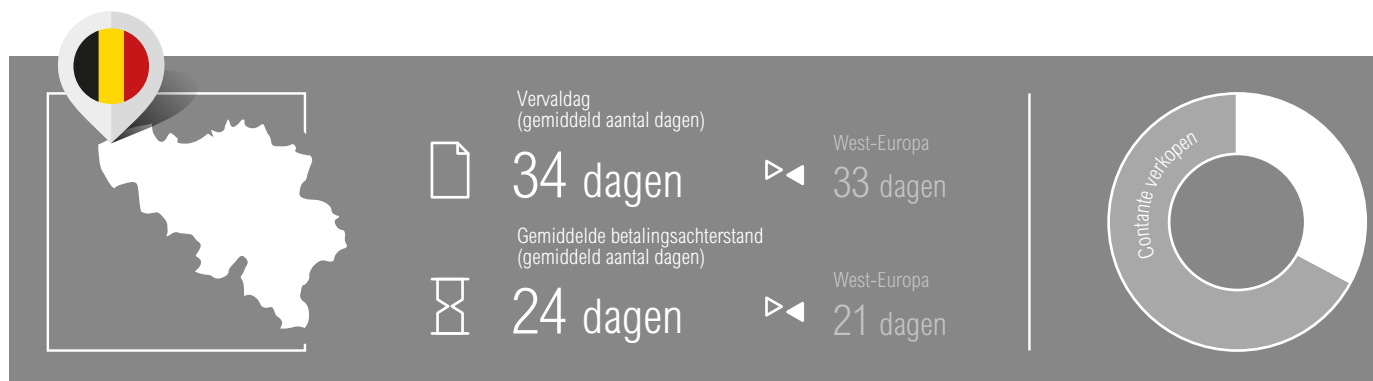 Vervaldag
(gemiddeld aantal dagen)
34 dagen
West-Europa
33 dagen
Gemiddelde betalingsachterstand
(gemiddeld aantal dagen)
24 dagen
West-Europa
21 dagen
Contante verkopen